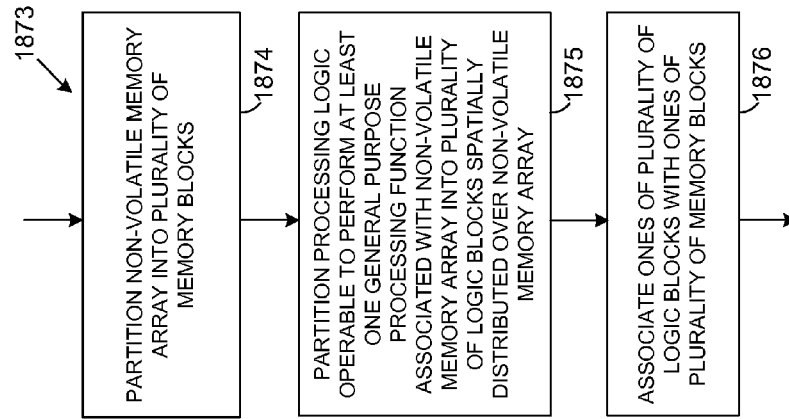 1873
PARTITION NON-VOLATILE MEMORY
ARRAY INTO PLURALITY OF
MEMORY BLOCKS
1874
PARTITION PROCESSING LOGIC
OPERABLE TO PERFORM AT LEAST
ONE GENERAL PURPOSE
PROCESSING FUNCTION
ASSOCIATED WITH NON-VOLATILE
MEMORY ARRAY INTO PLURALITY
OF LOGIC BLOCKS SPATIALLY
DISTRIBUTED OVER NON-VOLATILE
MEMORY ARRAY
1875
ASSOCIATE ONES OF PLURALITY OF
LOGIC BLOCKS WITH ONES OF
PLURALITY OF MEMORY BLOCKS
1876